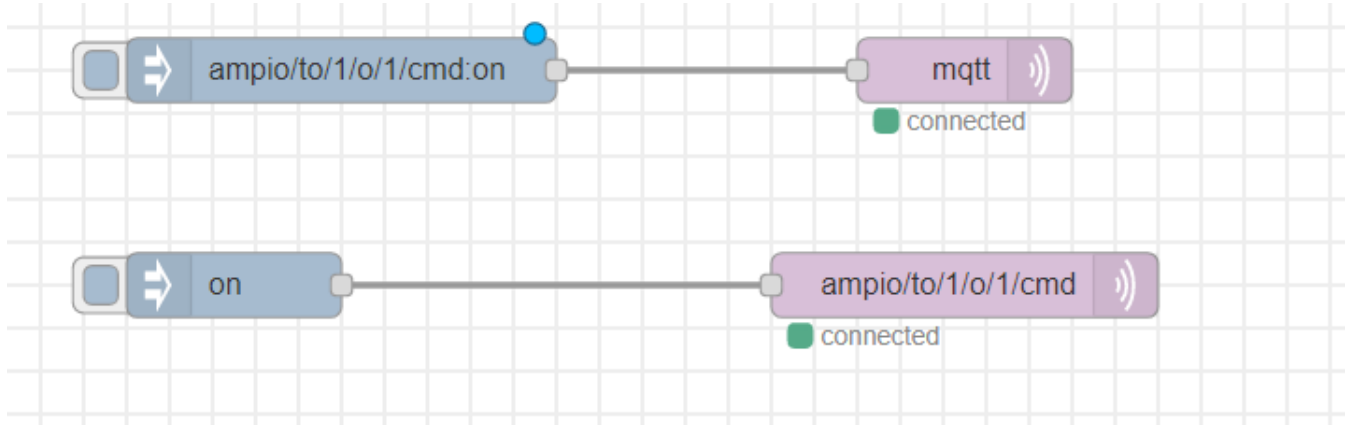 ampio/to/1/o/1/cmd:on
mqtt
connected
on
ampio/to/1/o/1/cmd
connected